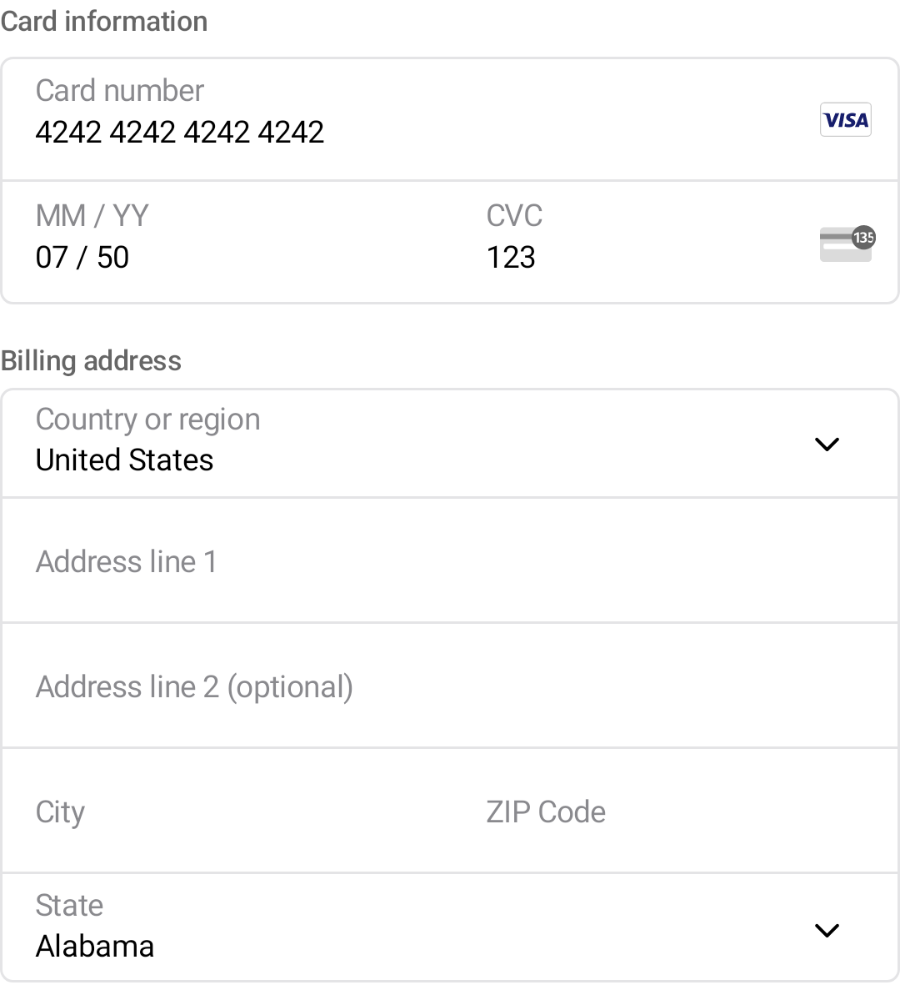 Card information
Card number
4242 4242 4242 4242
VISA
MM / YY
CVC
07 / 50
123
135
Billing address
Country or region
United States
Address line 1
Address line 2 (optional)
City
ZIP Code
State
Alabama